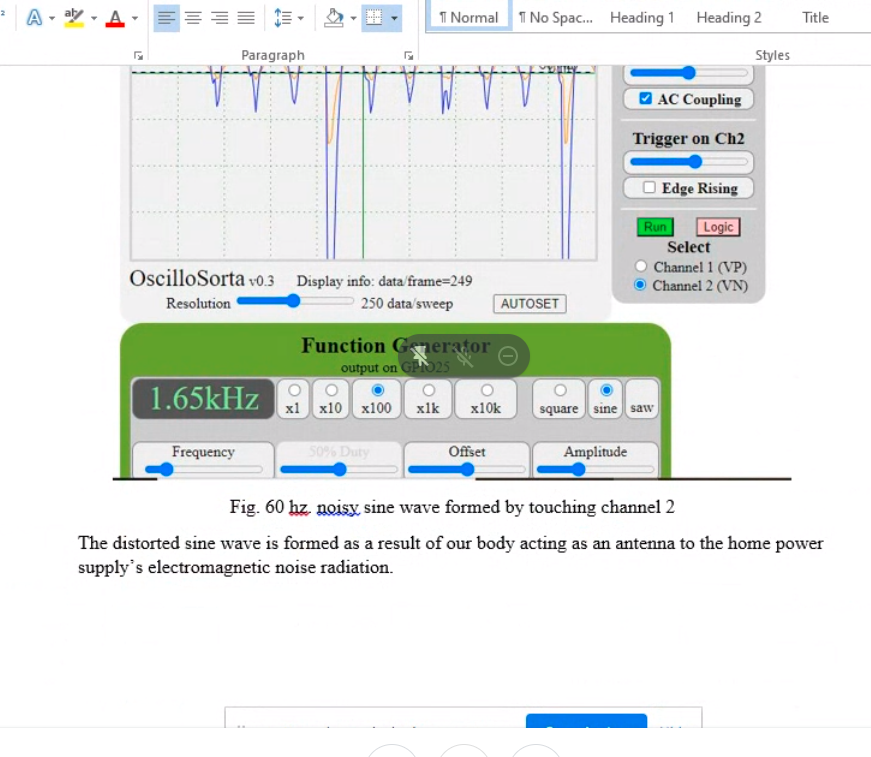 ¶ Normal ¶ No Spac... Heading 1 Heading 2 Title
Paragraph Styles
AC Coupling
Trigger on Ch2
Edge Rising
Run Logic
Select
Channel 1 (VP)
Channel 2 (VN)
OscilloSorta v0.3 Display info: data/frame=249
Resolution 250 data/sweep AUTOSET
Function Generator
output on GPIO25
1.65kHz x1 x10 x100 x1k x10k square sine saw
Frequency 50% Duty Offset Amplitude
Fig. 60 hz. noisy sine wave formed by touching channel 2
The distorted sine wave is formed as a result of our body acting as an antenna to the home power
supply's electromagnetic noise radiation.